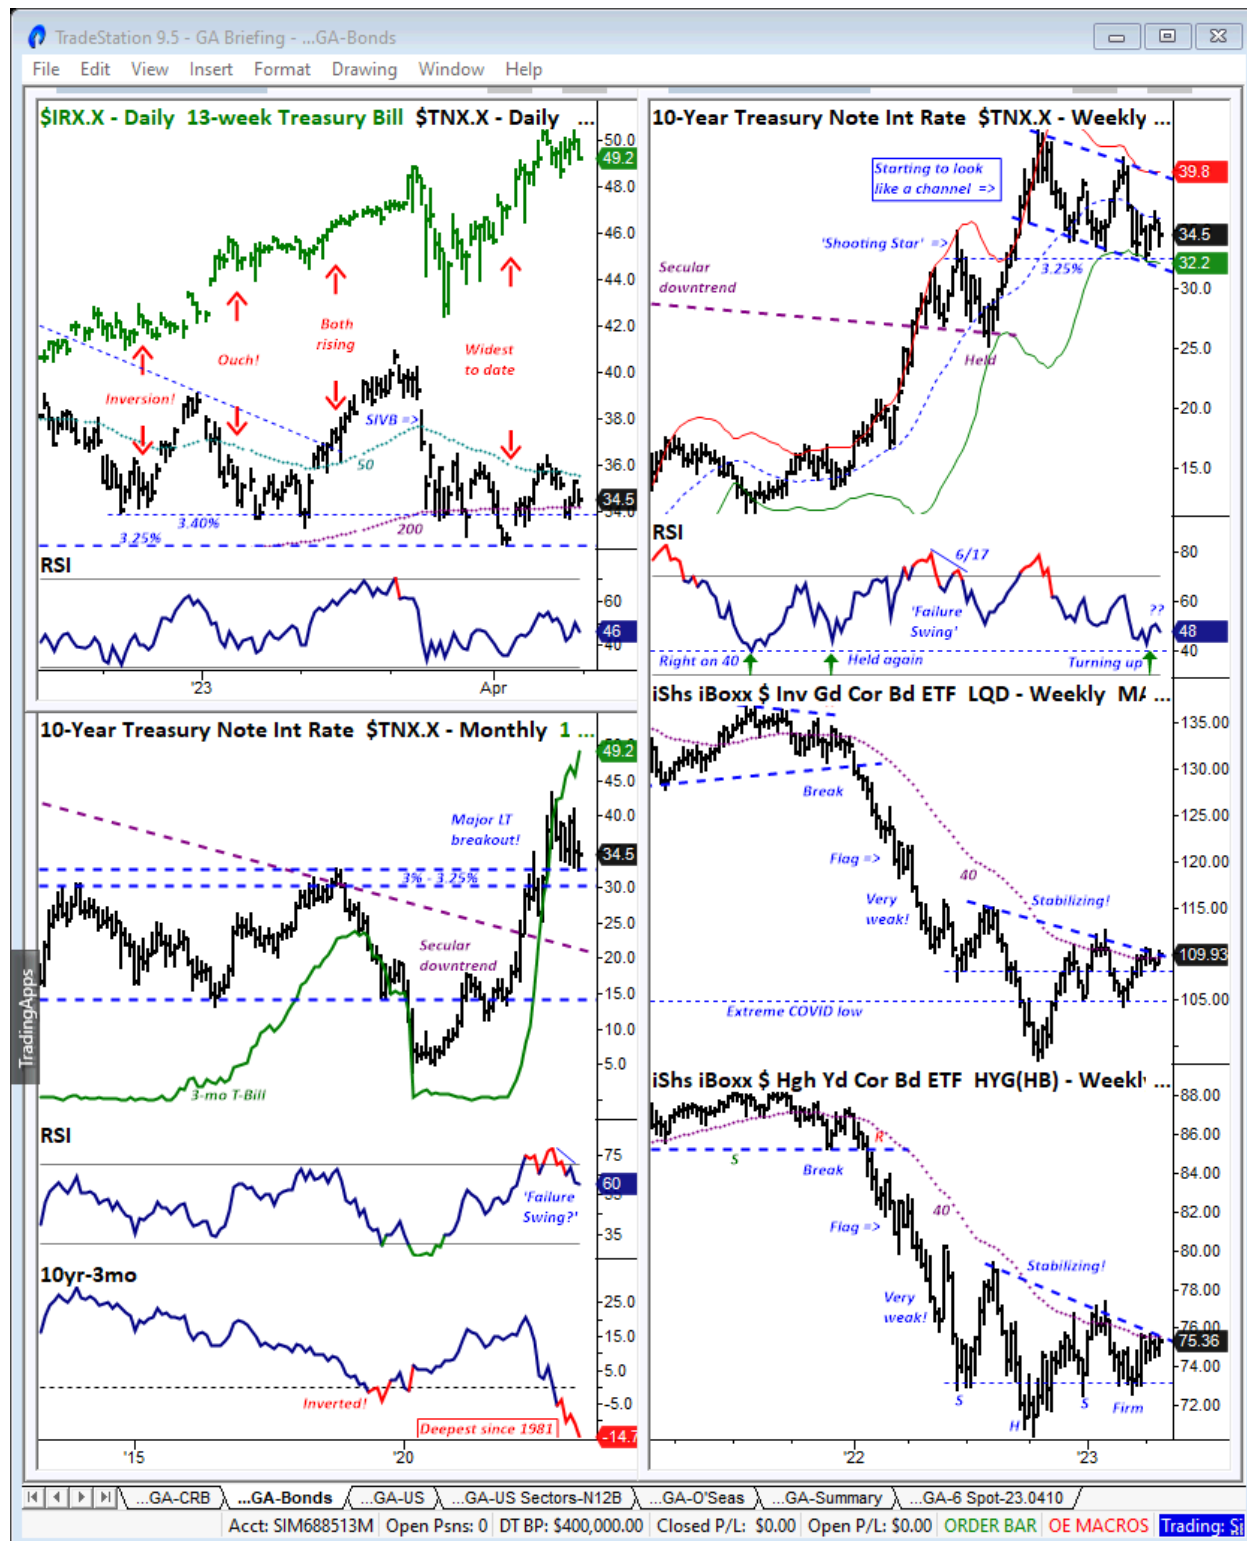 TradeStation 9.5 - GA Briefing - ...GA-Bonds
File Edit View Insert Format Drawing Window Help
$IRX.X - Daily 13-week Treasury Bill $TNX.X - Daily ...
50.0
49.2
48.0
46.0
44.0
42.0
40.0
38.0
36.0
34.5
34.0
Inversion!
Ouch!
Both
rising
Widest
to date
SIVB =>
50
200
3.40%
3.25%
RSI
60
46
40
'23 Apr
10-Year Treasury Note Int Rate $TNX.X - Monthly 1 ...
49.2
45.0
40.0
34.5
30.0
25.0
20.0
15.0
10.0
5.0
Major LT
breakout!
3% - 3.25%
Secular
downtrend
3-mo T-Bill
RSI
75
60
35
'Failure
Swing?'
10yr-3mo
25.0
15.0
5.0
-5.0
-14.7
Inverted!
Deepest since 1981
'15 '20
10-Year Treasury Note Int Rate $TNX.X - Weekly ...
39.8
34.5
32.2
30.0
25.0
20.0
15.0
Starting to look
like a channel =>
'Shooting Star' =>
3.25%
Secular
downtrend
Held
RSI
80
60
48
40
6/17
'Failure
Swing'
??
Right on 40
Held again
Turning up
iShs iBoxx $ Inv Gd Cor Bd ETF LQD - Weekly MA ...
135.00
130.00
125.00
120.00
115.00
109.93
105.00
Break
Flag =>
40
Very
weak!
Stabilizing!
Extreme COVID low
iShs iBoxx $ Hgh Yd Cor Bd ETF HYG(HB) - Weekly ...
88.00
86.00
84.00
82.00
80.00
78.00
76.00
75.36
74.00
72.00
R
S
Break
40
Flag =>
Stabilizing!
Very
weak!
S
H
S
Firm
'22 '23
TradingApps
...GA-CRB ...GA-Bonds ...GA-US ...GA-US Sectors-N12B ...GA-O'Seas ...GA-Summary ...GA-6 Spot-23.0410
Acct: SIM688513M Open Psns: 0 DT BP: $400,000.00 Closed P/L: $0.00 Open P/L: $0.00 ORDER BAR OE MACROS Trading: